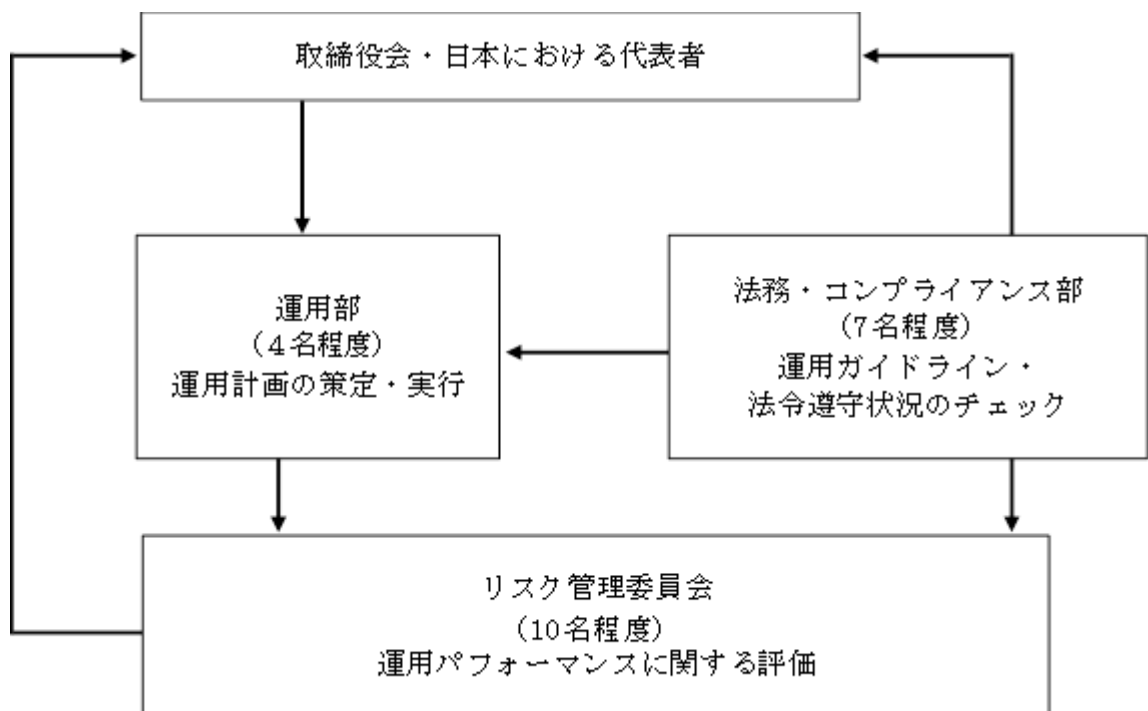 取締役会・日本における代表者
運用部
（４名程度）
運用計画の策定・実行
法務・コンプライアンス部
（7名程度）
運用ガイドライン・
法令遵守状況のチェック
リスク管理委員会
（10名程度）
運用パフォーマンスに関する評価